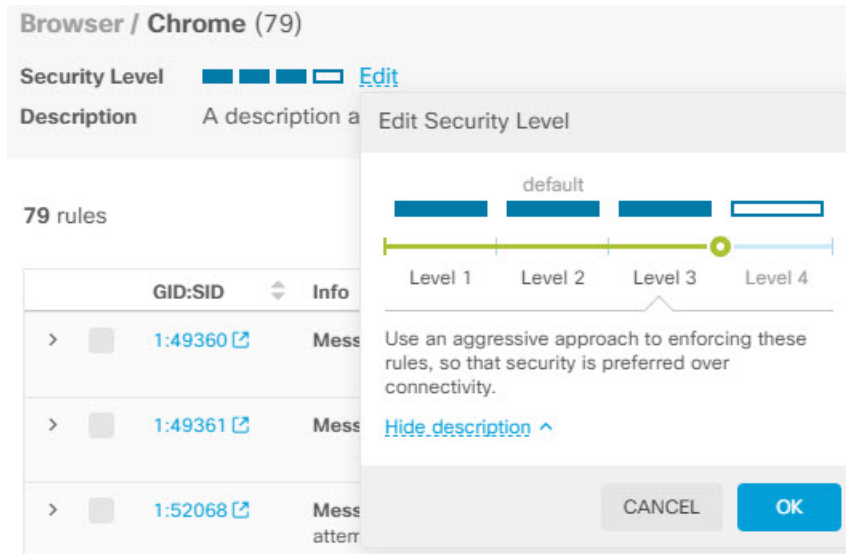 Browser / Chrome (79)
Security Level Edit
Description A description a
Edit Security Level
default
Level 1 Level 2 Level 3 Level 4
Use an aggressive approach to enforcing these
rules, so that security is preferred over
connectivity.
Hide description
CANCEL OK
79 rules
GID:SID Info
1:49360 Mess
1:49361 Mess
1:52068 Mess
attem